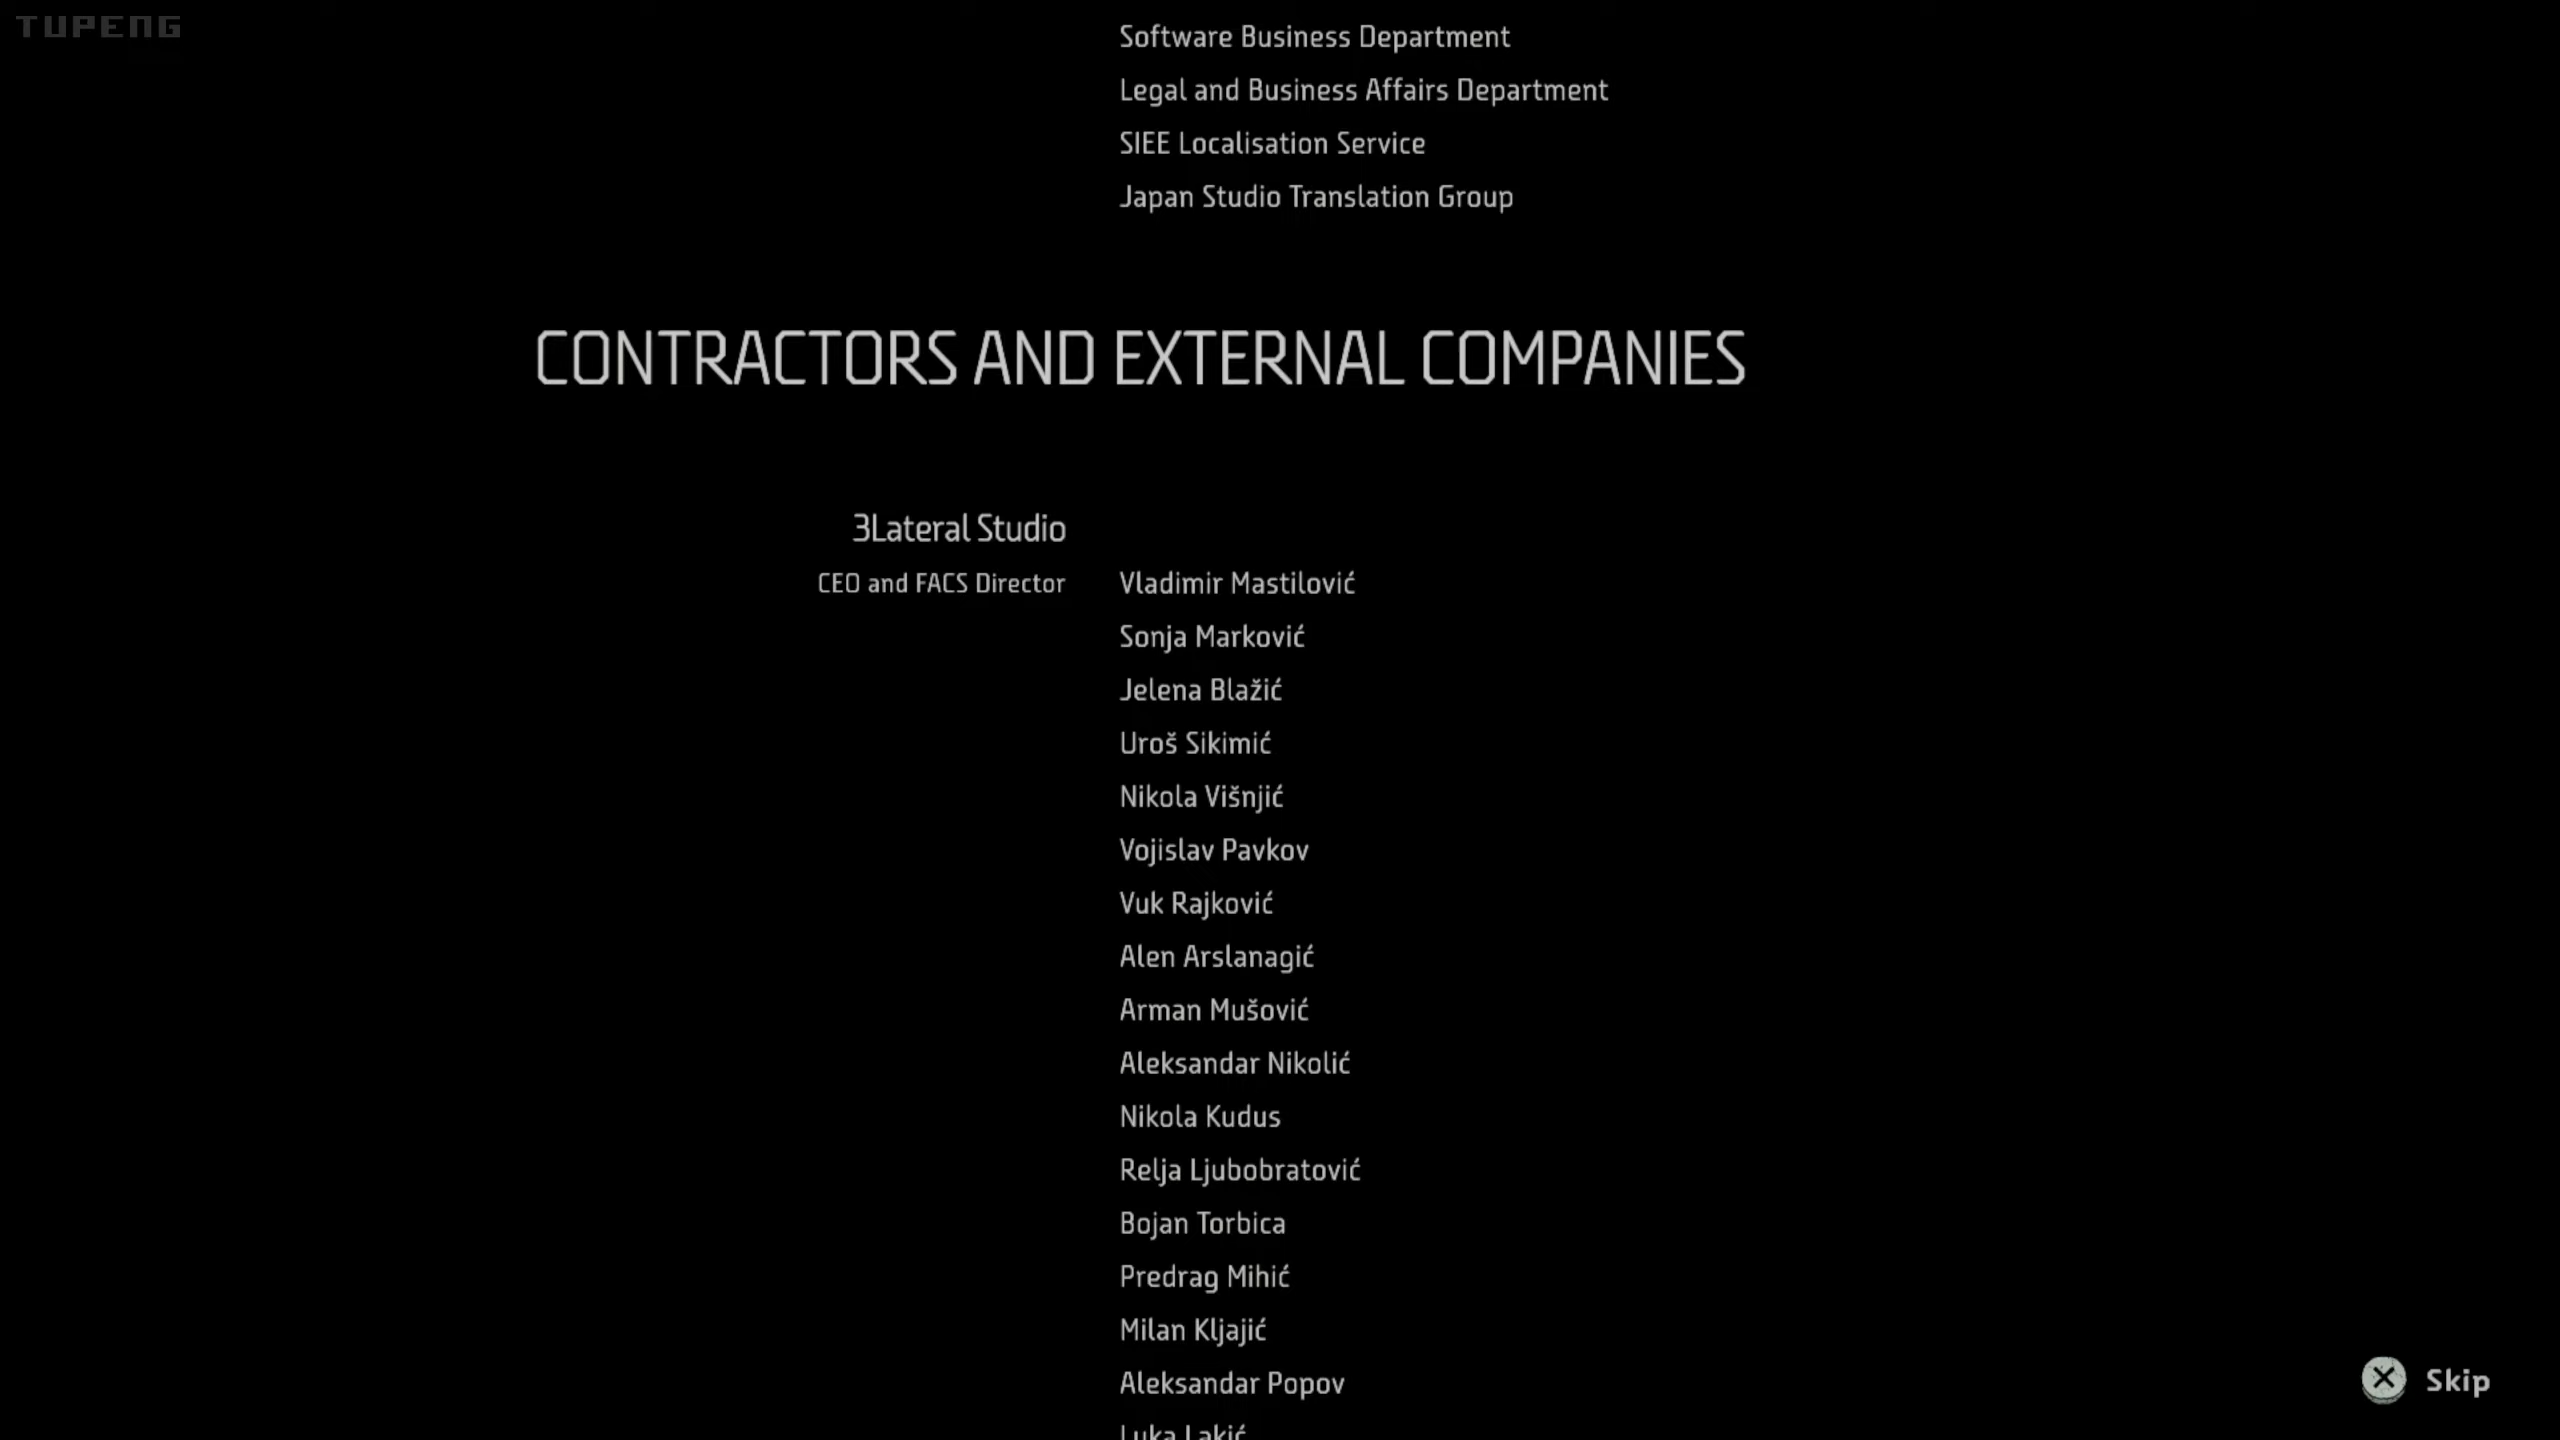 TUPENG
Software Business Department
Legal and Business Affairs Department
SIEE Localisation Service
Japan Studio Translation Group
CONTRACTORS AND EXTERNAL COMPANIES
3Lateral Studio
CEO and FACS Director Vladimir Mastilović
Sonja Marković
Jelena Blažić
Uroš Sikimić
Nikola Višnjić
Vojislav Pavkov
Vuk Rajković
Alen Arslanagić
Arman Mušović
Aleksandar Nikolić
Nikola Kudus
Relja Ljubobratović
Bojan Torbica
Predrag Mihić
Milan Kljajić
Aleksandar Popov
Luka Lakić
Skip